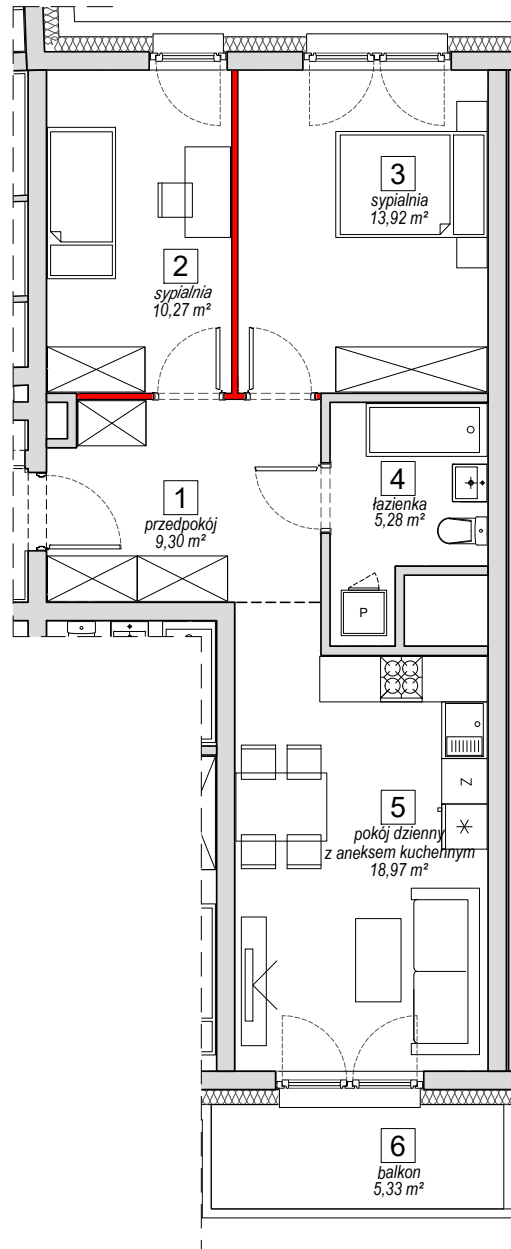 3
sypialnia
13,92 m²
2
sypialnia
10,27 m²
4
łazienka
5,28 m²
1
przedpokój
9,30 m²
P
Z
5
pokój dzienny
z aneksem kuchennym
18,97 m²
6
balkon
5,33 m²